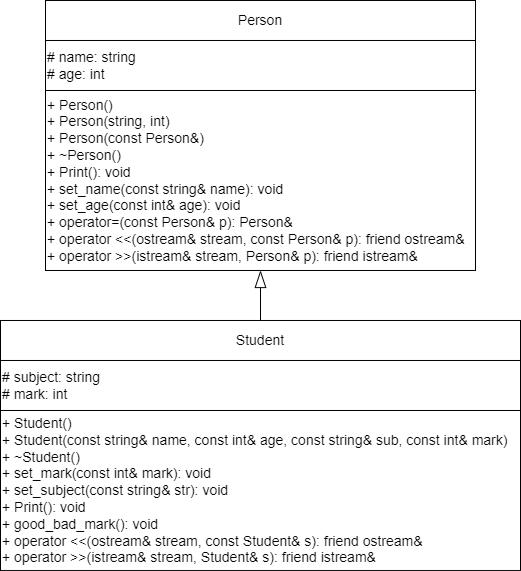 Person
# name: string
# age: int
+ Person()
+ Person(string, int)
+ Person(const Person&)
+ ~Person()
+ Print(): void
+ set_name(const string& name): void
+ set_age(const int& age): void
+ operator=(const Person& p): Person&
+ operator <<(ostream& stream, const Person& p): friend ostream&
+ operator >>(istream& stream, Person& p): friend istream&
Student
# subject: string
# mark: int
+ Student()
+ Student(const string& name, const int& age, const string& sub, const int& mark)
+ ~Student()
+ set_mark(const int& mark): void
+ set_subject(const string& str): void
+ Print(): void
+ good_bad_mark(): void
+ operator <<(ostream& stream, const Student& s): friend ostream&
+ operator >>(istream& stream, Student& s): friend istream&